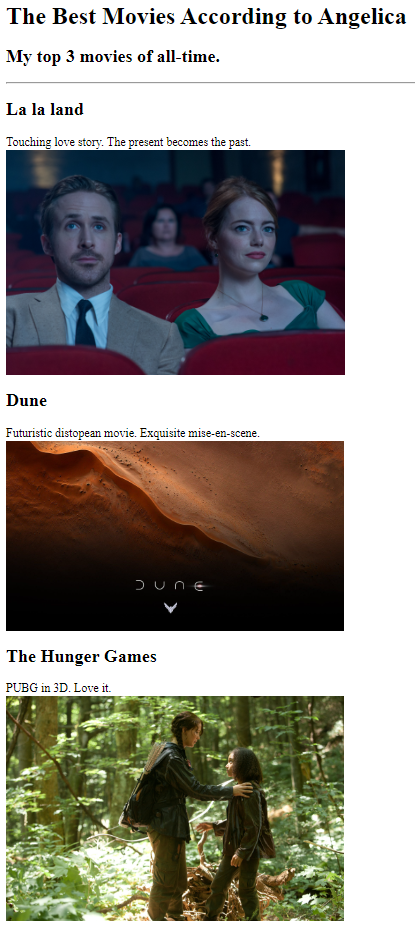 The Best Movies According to Angelica
My top 3 movies of all-time.
La la land
Touching love story. The present becomes the past.
Dune
Futuristic distopean movie. Exquisite mise-en-scene.
DUNE
The Hunger Games
PUBG in 3D. Love it.